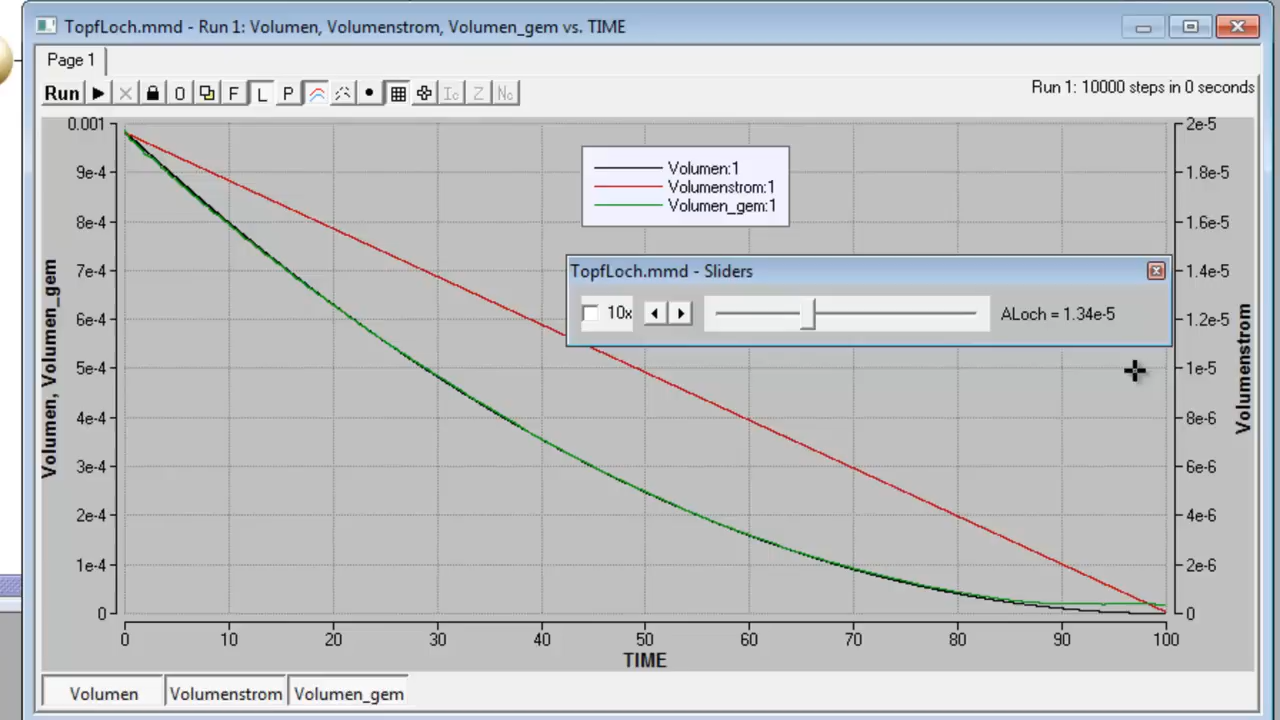 TopfLoch.mmd - Run 1: Volumen, Volumenstrom, Volumen_gem vs. TIME
Page 1
Run O F L P Ic Z Nc
Run 1: 10000 steps in 0 seconds
0.001
9e-4
8e-4
7e-4
6e-4
5e-4
4e-4
3e-4
2e-4
1e-4
0
Volumen, Volumen_gem
Volumen:1
Volumenstrom:1
Volumen_gem:1
TopfLoch.mmd - Sliders
10x
ALoch = 1.34e-5
2e-5
1.8e-5
1.6e-5
1.4e-5
1.2e-5
1e-5
8e-6
6e-6
4e-6
2e-6
0
Volumenstrom
0 10 20 30 40 50 60 70 80 90 100
TIME
Volumen Volumenstrom Volumen_gem